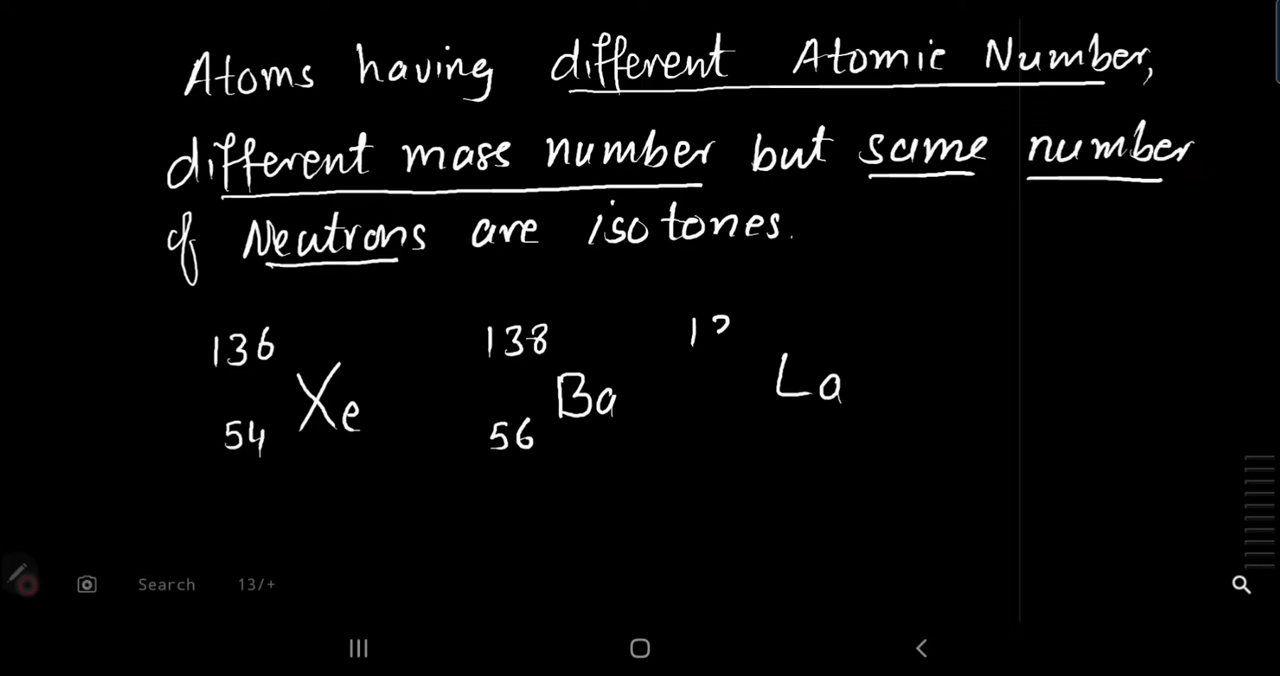 Atoms having different Atomic Number,
different mass number but same number
of Neutrons are isotones.
136 138
Xe Ba La
54 56
Search 13/+